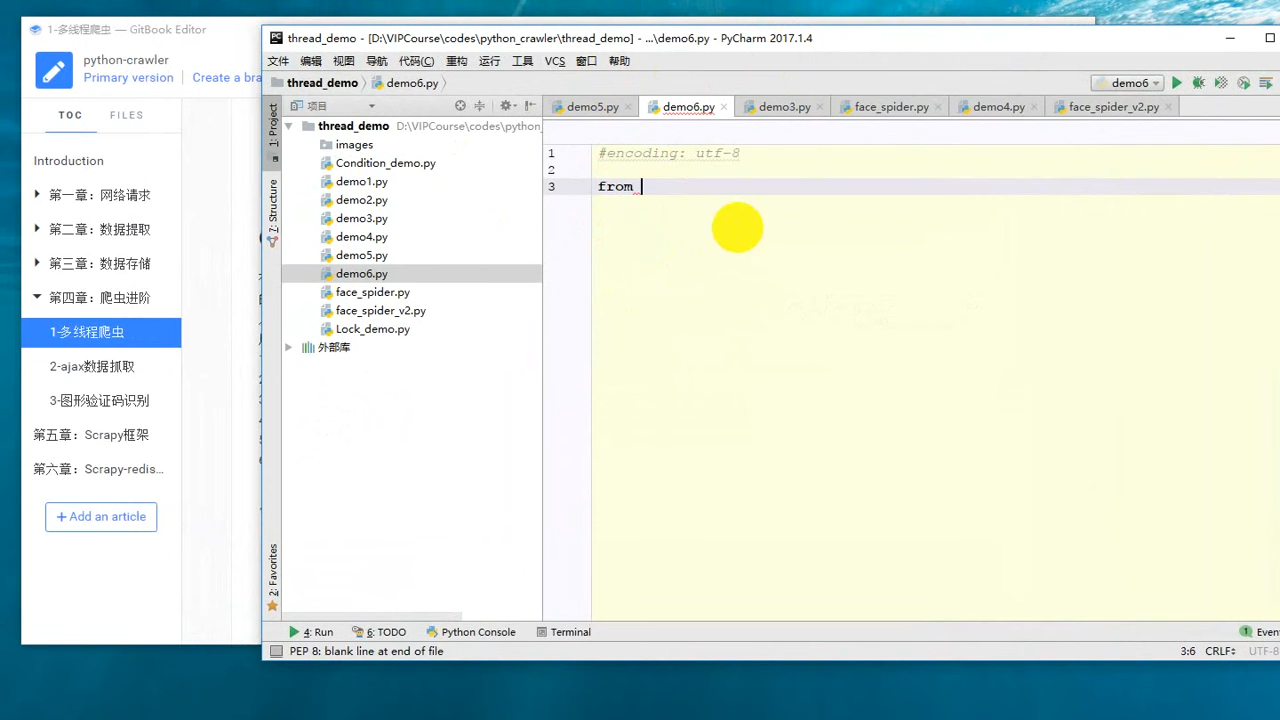 1-多线程爬虫 — GitBook Editor
python-crawler
Primary version
Create a bra
TOC
FILES
Introduction
第一章：网络请求
第二章：数据提取
第三章：数据存储
第四章：爬虫进阶
1-多线程爬虫
2-ajax数据抓取
3-图形验证码识别
第五章：Scrapy框架
第六章：Scrapy-redis...
+ Add an article
thread_demo - [D:\VIPCourse\codes\python_crawler\thread_demo] - ...\demo6.py - PyCharm 2017.1.4
文件 编辑 视图 导航 代码(C) 重构 运行 工具 VCS 窗口 帮助
thread_demo demo6.py
demo6
1: Project
7: Structure
2: Favorites
项目
thread_demo D:\VIPCourse\codes\python_
images
Condition_demo.py
demo1.py
demo2.py
demo3.py
demo4.py
demo5.py
demo6.py
face_spider.py
face_spider_v2.py
Lock_demo.py
外部库
demo5.py demo6.py demo3.py face_spider.py demo4.py face_spider_v2.py
1 #encoding: utf-8
2
3 from
4: Run 6: TODO Python Console Terminal
1 Even
PEP 8: blank line at end of file
3:6 CRLF UTF-8